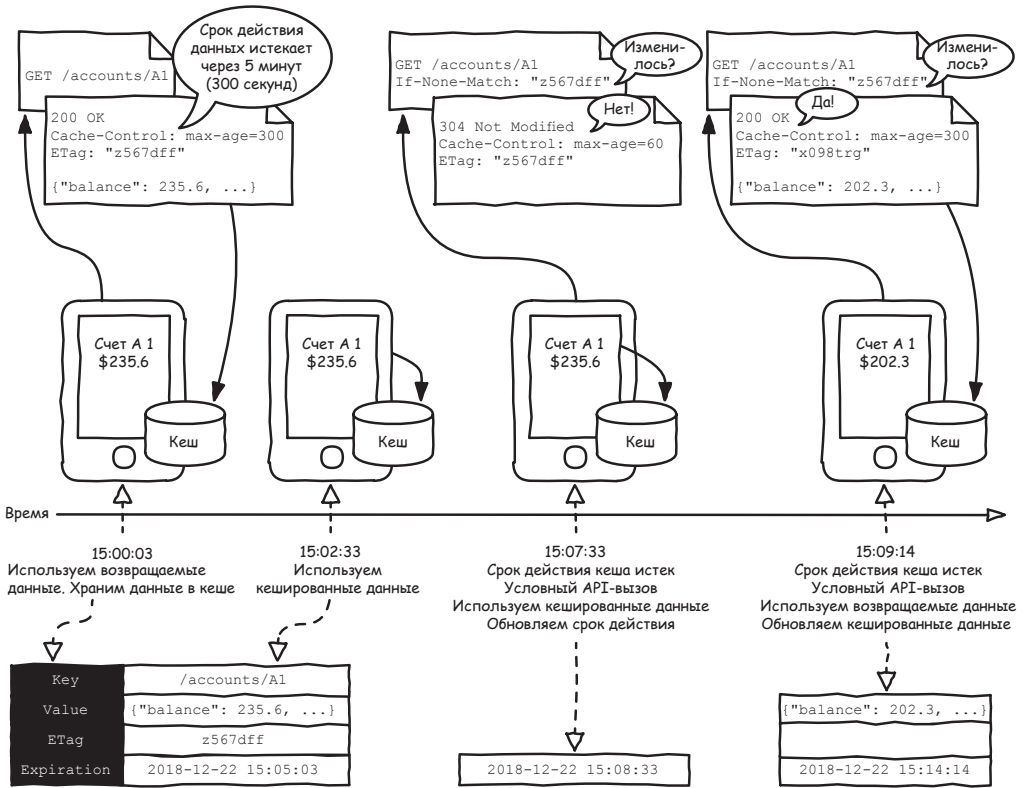 GET /accounts/A1
Срок действия
данных истекает
через 5 минут
(300 секунд)
200 OK
Cache-Control: max-age=300
ETag: "z567dff"
{"balance": 235.6, ...}
GET /accounts/A1
If-None-Match: "z567dff"
Измени-
лось?
Нет!
304 Not Modified
Cache-Control: max-age=60
ETag: "z567dff"
GET /accounts/A1
If-None-Match: "z567dff"
Измени-
лось?
Да!
200 OK
Cache-Control: max-age=300
ETag: "x098trg"
{"balance": 202.3, ...}
Счет А 1
$235.6
Кеш
Счет А 1
$235.6
Кеш
Счет А 1
$235.6
Кеш
Счет А 1
$202.3
Кеш
Время
15:00:03
Используем возвращаемые
данные. Храним данные в кеше
15:02:33
Используем
кешированные данные
15:07:33
Срок действия кеша истек
Условный API-вызов
Используем кешированные данные
Обновляем срок действия
15:09:14
Срок действия кеша истек
Условный API-вызов
Используем возвращаемые данные
Обновляем кешированные данные
Key /accounts/A1
Value {"balance": 235.6, ...}
ETag z567dff
Expiration 2018-12-22 15:05:03
2018-12-22 15:08:33
{"balance": 202.3, ...}
2018-12-22 15:14:14